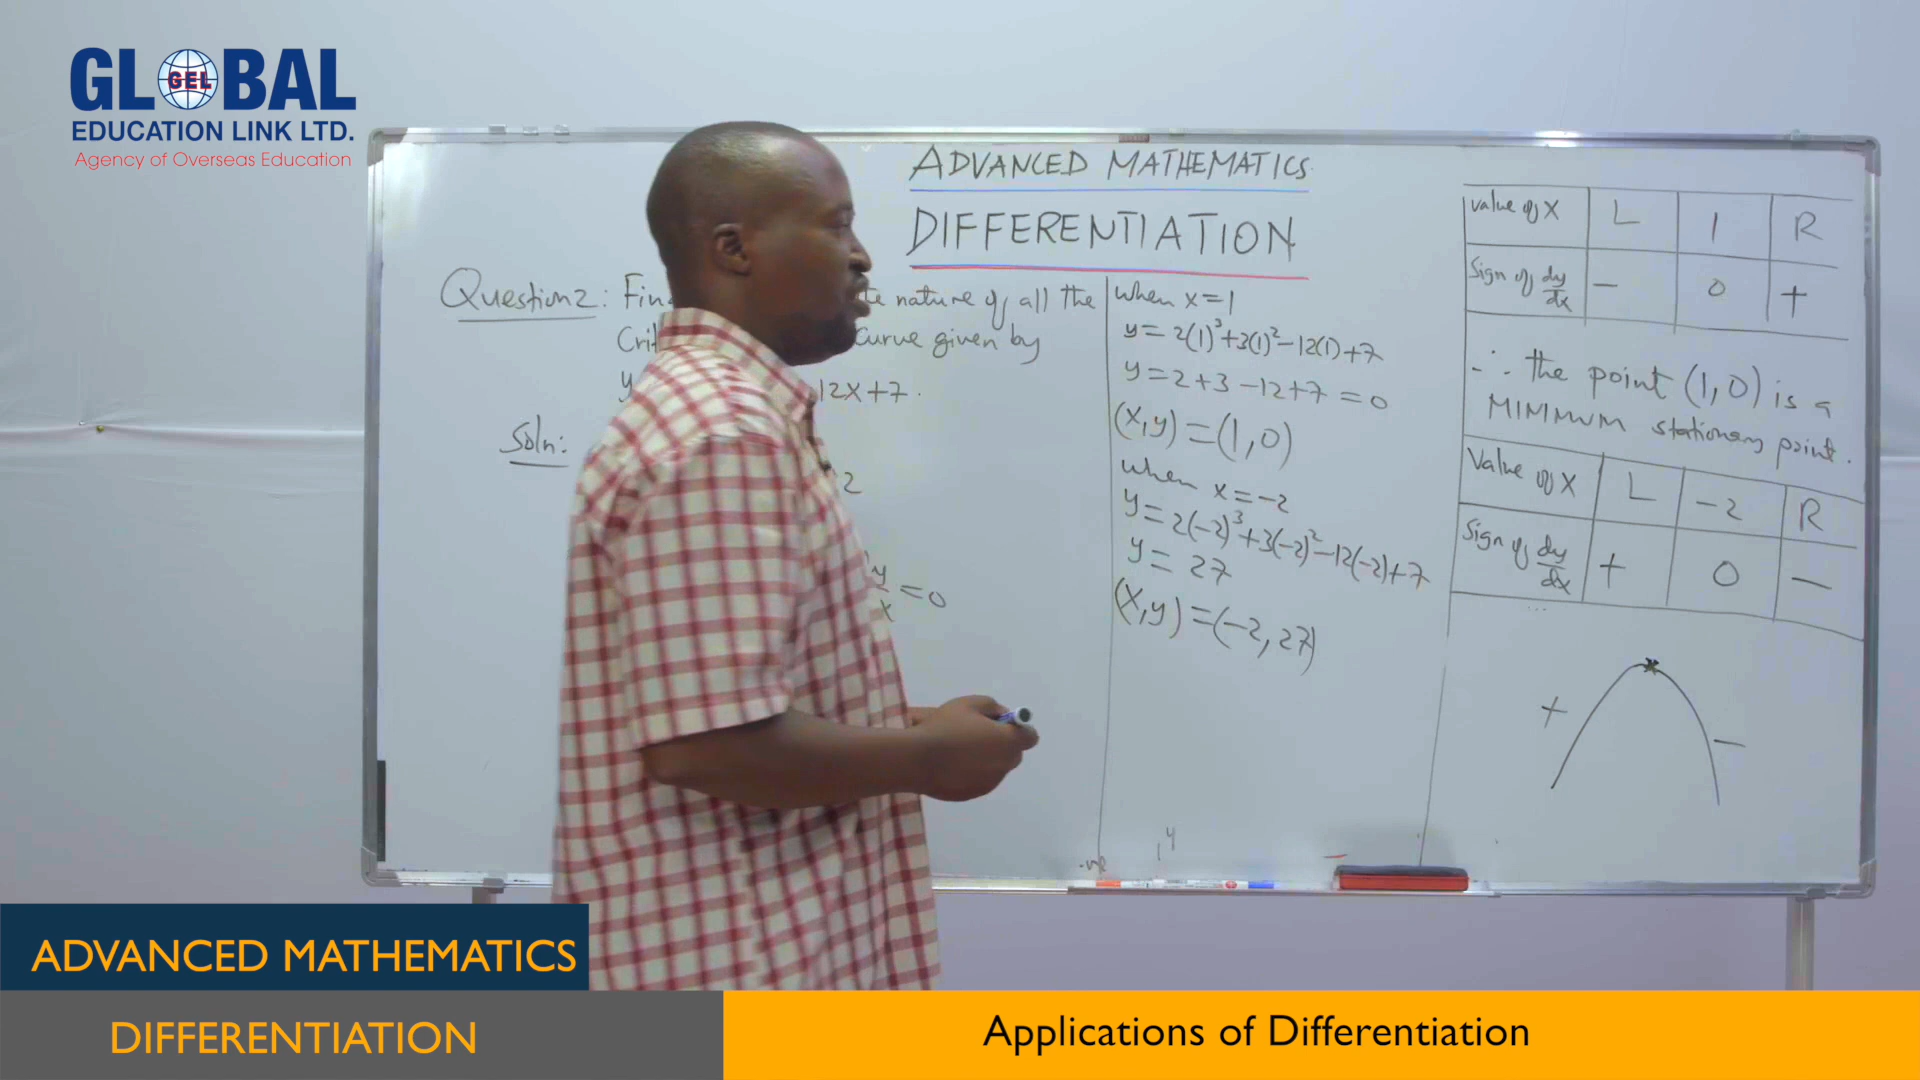 GLOBAL
GEL
EDUCATION LINK LTD.
Agency of Overseas Education
ADVANCED MATHEMATICS
DIFFERENTIATION
Question 2: Fin nature of all the
Crit Curve given by
y 12x+7.
Soln:
2
y/x =0
when x=1
y=2(1)³+3(1)²-12(1)+7
y=2+3-12+7=0
(x,y)=(1,0)
when x=-2
y=2(-2)³+3(-2)²-12(-2)+7
y=27
(x,y)=(-2,27)
Value of x L 1 R
Sign of dy/dx - 0 +
∴ the point (1,0) is a
MINIMUM stationary point.
Value of x L -2 R
Sign of dy/dx + 0 -
+ -
ADVANCED MATHEMATICS
DIFFERENTIATION
Applications of Differentiation